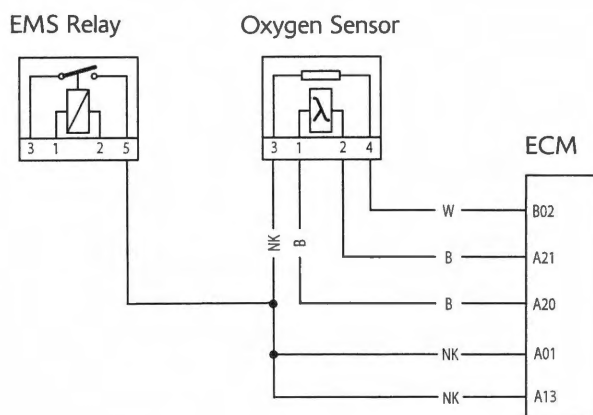 EMS Relay
Oxygen Sensor
3 1 2 5
λ
3 1 2 4
ECM
W B02
NK
B
B A21
B A20
NK A01
NK A13